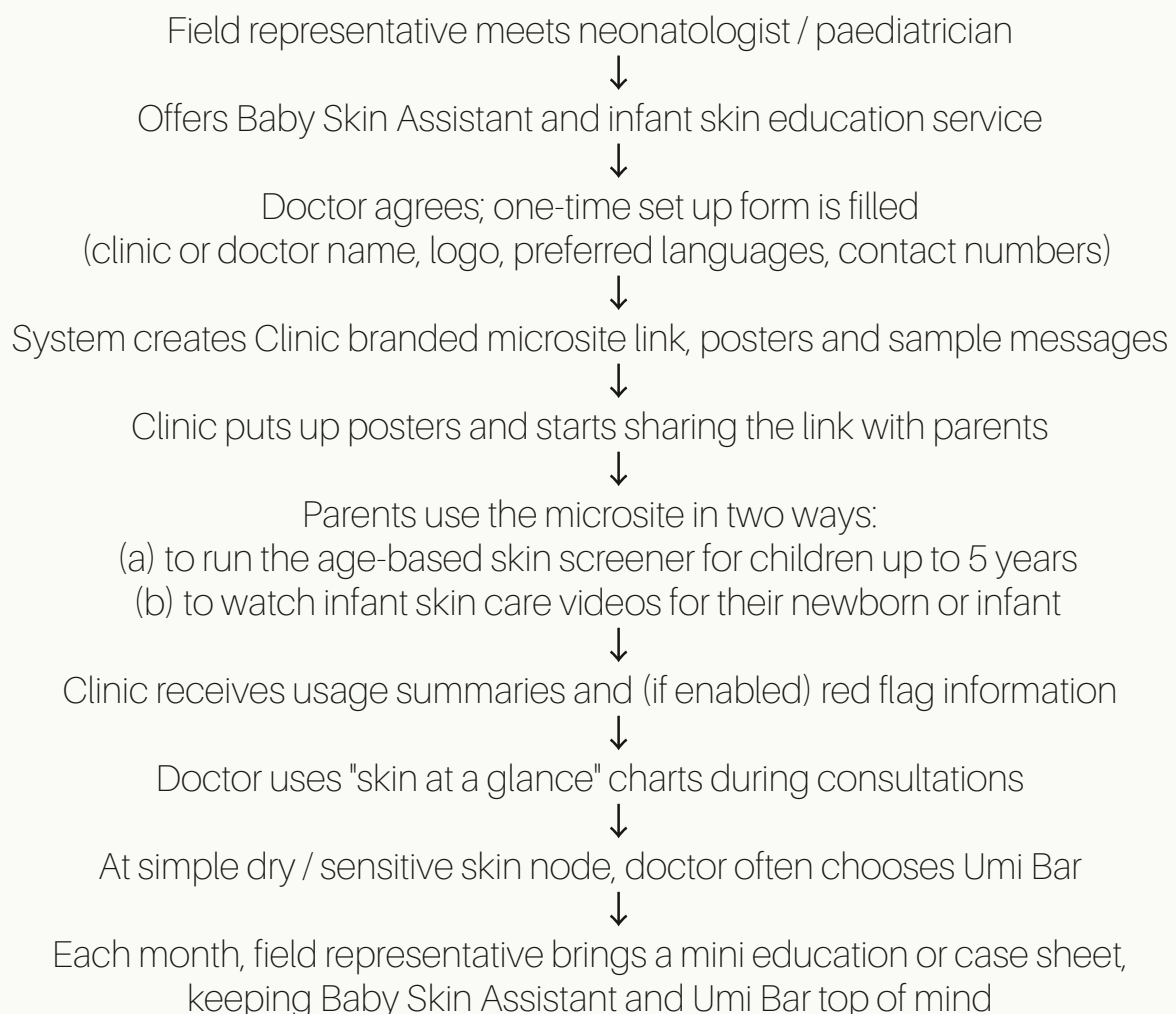 Field representative meets neonatologist / paediatrician
↓
Offers Baby Skin Assistant and infant skin education service
↓
Doctor agrees; one-time set up form is filled
(clinic or doctor name, logo, preferred languages, contact numbers)
↓
System creates Clinic branded microsite link, posters and sample messages
↓
Clinic puts up posters and starts sharing the link with parents
↓
Parents use the microsite in two ways:
(a) to run the age-based skin screener for children up to 5 years
(b) to watch infant skin care videos for their newborn or infant
↓
Clinic receives usage summaries and (if enabled) red flag information
↓
Doctor uses "skin at a glance" charts during consultations
↓
At simple dry / sensitive skin node, doctor often chooses Umi Bar
↓
Each month, field representative brings a mini education or case sheet,
keeping Baby Skin Assistant and Umi Bar top of mind